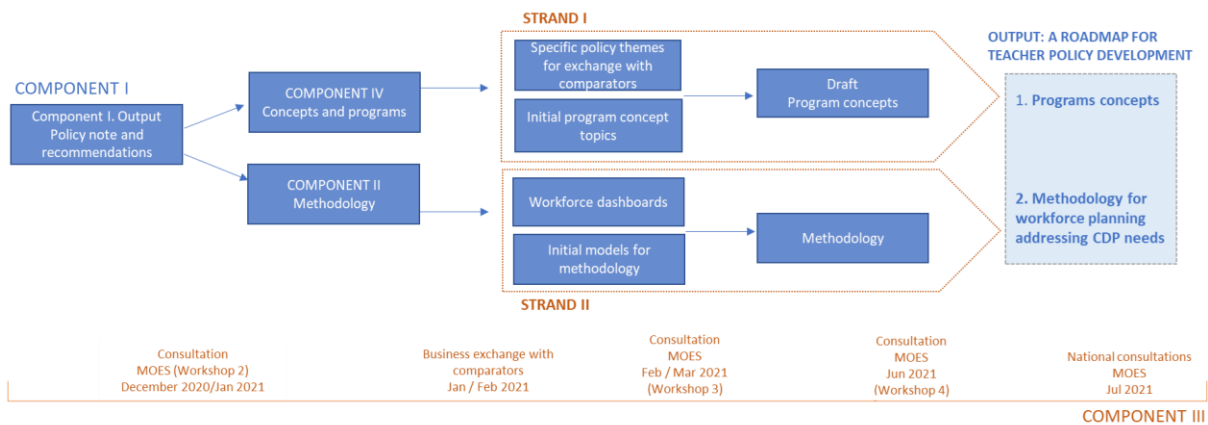 STRAND I
OUTPUT: A ROADMAP FOR
TEACHER POLICY DEVELOPMENT
COMPONENT I
Component I. Output
Policy note and
recommendations
COMPONENT IV
Concepts and programs
COMPONENT II
Methodology
Specific policy themes
for exchange with
comparators
Initial program concept
topics
Draft
Program concepts
1. Programs concepts
Workforce dashboards
Initial models for
methodology
Methodology
2. Methodology for
workforce planning
addressing CDP needs
STRAND II
Consultation
MOES (Workshop 2)
December 2020/Jan 2021
Business exchange with
comparators
Jan / Feb 2021
Consultation
MOES
Feb / Mar 2021
(Workshop 3)
Consultation
MOES
Jun 2021
(Workshop 4)
National consultations
MOES
Jul 2021
COMPONENT III